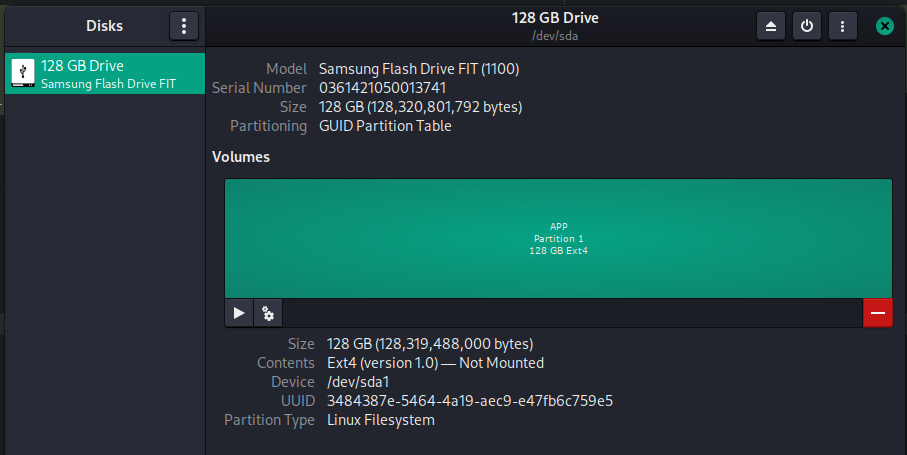 Disks
128 GB Drive
/dev/sda
128 GB Drive
Samsung Flash Drive FIT
Model Samsung Flash Drive FIT (1100)
Serial Number 0361421050013741
Size 128 GB (128,320,801,792 bytes)
Partitioning GUID Partition Table
Volumes
APP
Partition 1
128 GB Ext4
Size 128 GB (128,319,488,000 bytes)
Contents Ext4 (version 1.0) — Not Mounted
Device /dev/sda1
UUID 3484387e-5464-4a19-aec9-e47fb6c759e5
Partition Type Linux Filesystem